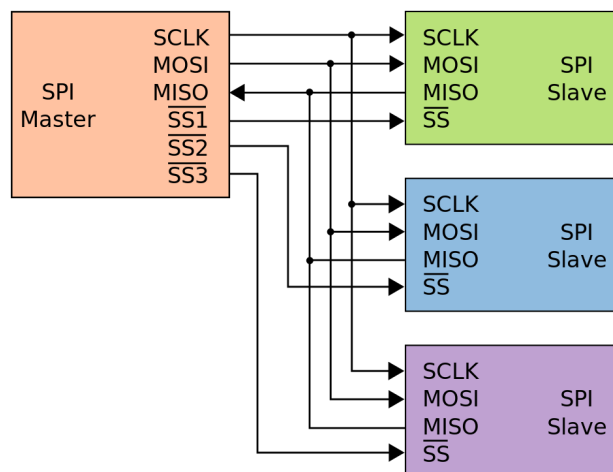 SPI
Master
SCLK
MOSI
MISO
SS1
SS2
SS3
SCLK
MOSI
MISO
SS
SPI
Slave
SCLK
MOSI
MISO
SS
SPI
Slave
SCLK
MOSI
MISO
SS
SPI
Slave